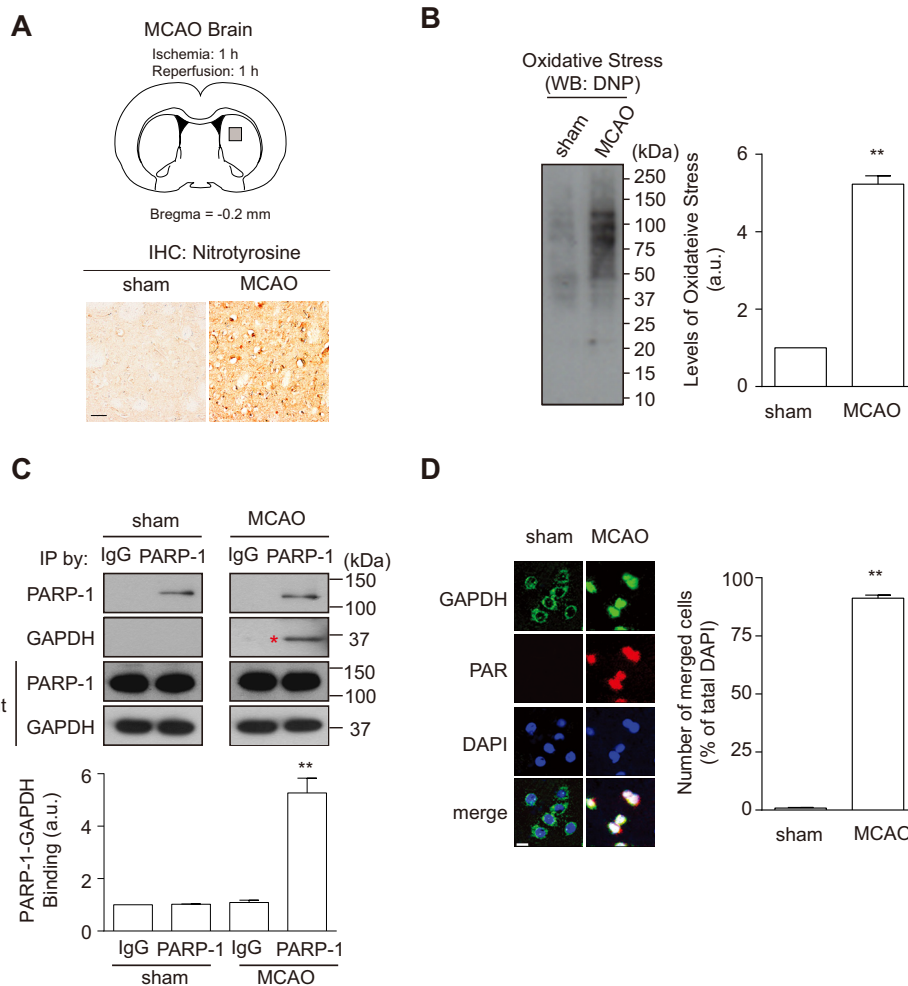 A
MCAO Brain
Ischemia: 1 h
Reperfusion: 1 h
Bregma = -0.2 mm
IHC: Nitrotyrosine
sham MCAO
B
Oxidative Stress
(WB: DNP)
sham MCAO (kDa)
250
150
100
75
50
37
25
20
15
10
Levels of Oxidateive Stress
(a.u.)
6
4
2
0
**
sham MCAO
C
sham MCAO
IP by: IgG PARP-1 IgG PARP-1 (kDa)
PARP-1 150
100
GAPDH * 37
t
PARP-1 150
100
GAPDH 37
PARP-1-GAPDH
Binding (a.u.)
6
4
2
0
**
IgG PARP-1 IgG PARP-1
sham MCAO
D
sham MCAO
GAPDH
PAR
DAPI
merge
Number of merged cells
(% of tatal DAPI)
100
75
50
25
0
**
sham MCAO